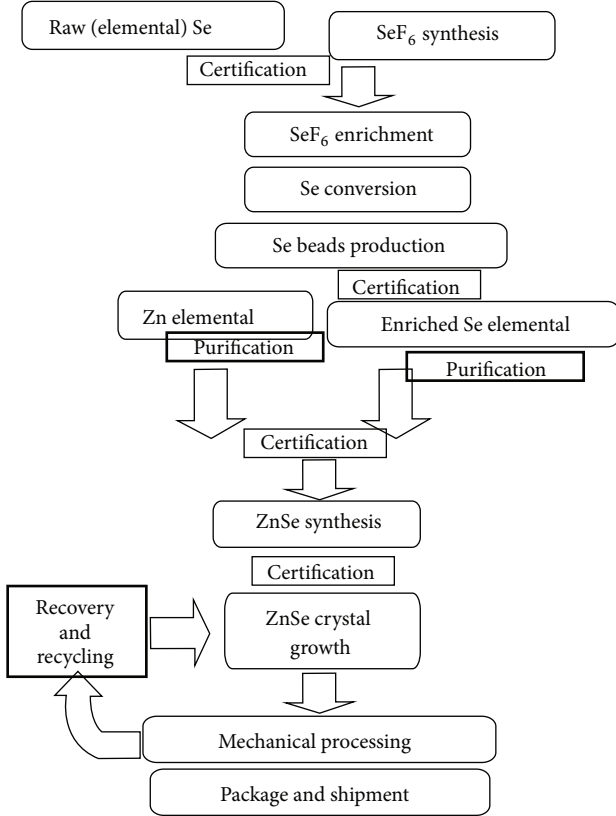 Raw (elemental) Se
SeF₆ synthesis
Certification
SeF₆ enrichment
Se conversion
Se beads production
Certification
Zn elemental
Enriched Se elemental
Purification
Purification
Certification
ZnSe synthesis
Certification
Recovery
and
recycling
ZnSe crystal
growth
Mechanical processing
Package and shipment